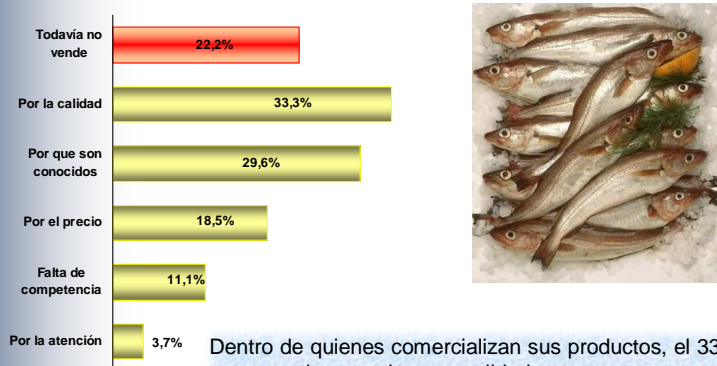 Todavía no
vende
22,2%
Por la calidad
33,3%
Por que son
conocidos
29,6%
Por el precio
18,5%
Falta de
competencia
11,1%
Por la atención
3,7%
Dentro de quienes comercializan sus productos, el 33